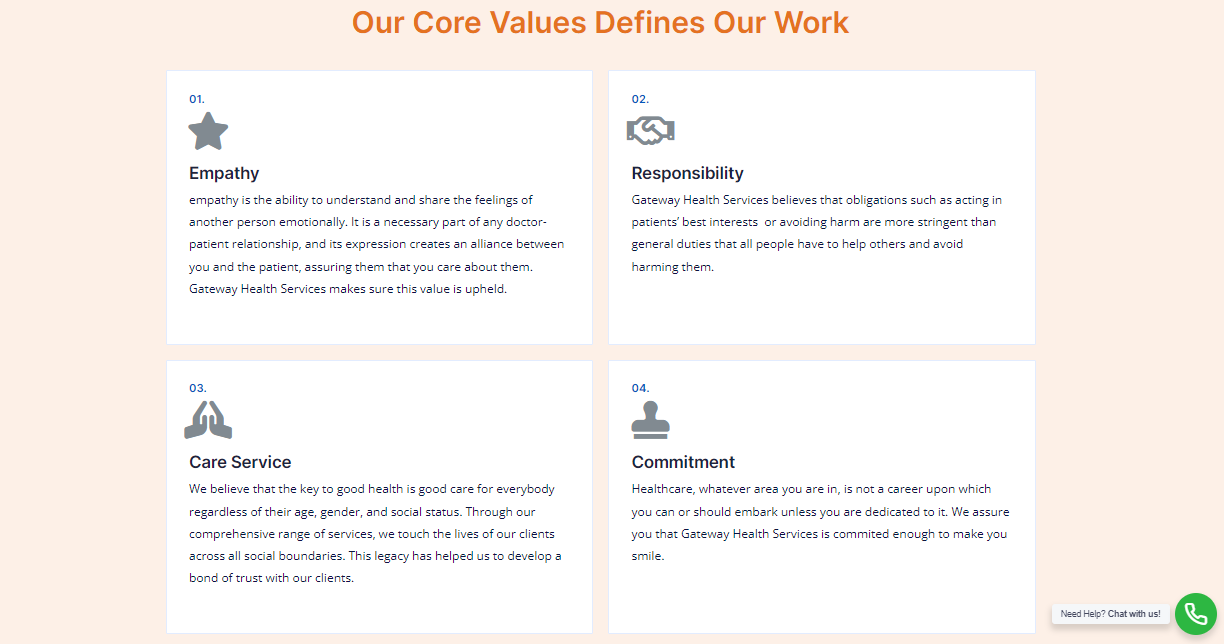 Our Core Values Defines Our Work
01.
Empathy
empathy is the ability to understand and share the feelings of
another person emotionally. It is a necessary part of any doctor-
patient relationship, and its expression creates an alliance between
you and the patient, assuring them that you care about them.
Gateway Health Services makes sure this value is upheld.
02.
Responsibility
Gateway Health Services believes that obligations such as acting in
patients’ best interests  or avoiding harm are more stringent than
general duties that all people have to help others and avoid
harming them.
03.
Care Service
We believe that the key to good health is good care for everybody
regardless of their age, gender, and social status. Through our
comprehensive range of services, we touch the lives of our clients
across all social boundaries. This legacy has helped us to develop a
bond of trust with our clients.
04.
Commitment
Healthcare, whatever area you are in, is not a career upon which
you can or should embark unless you are dedicated to it. We assure
you that Gateway Health Services is commited enough to make you
smile.
Need Help? Chat with us!